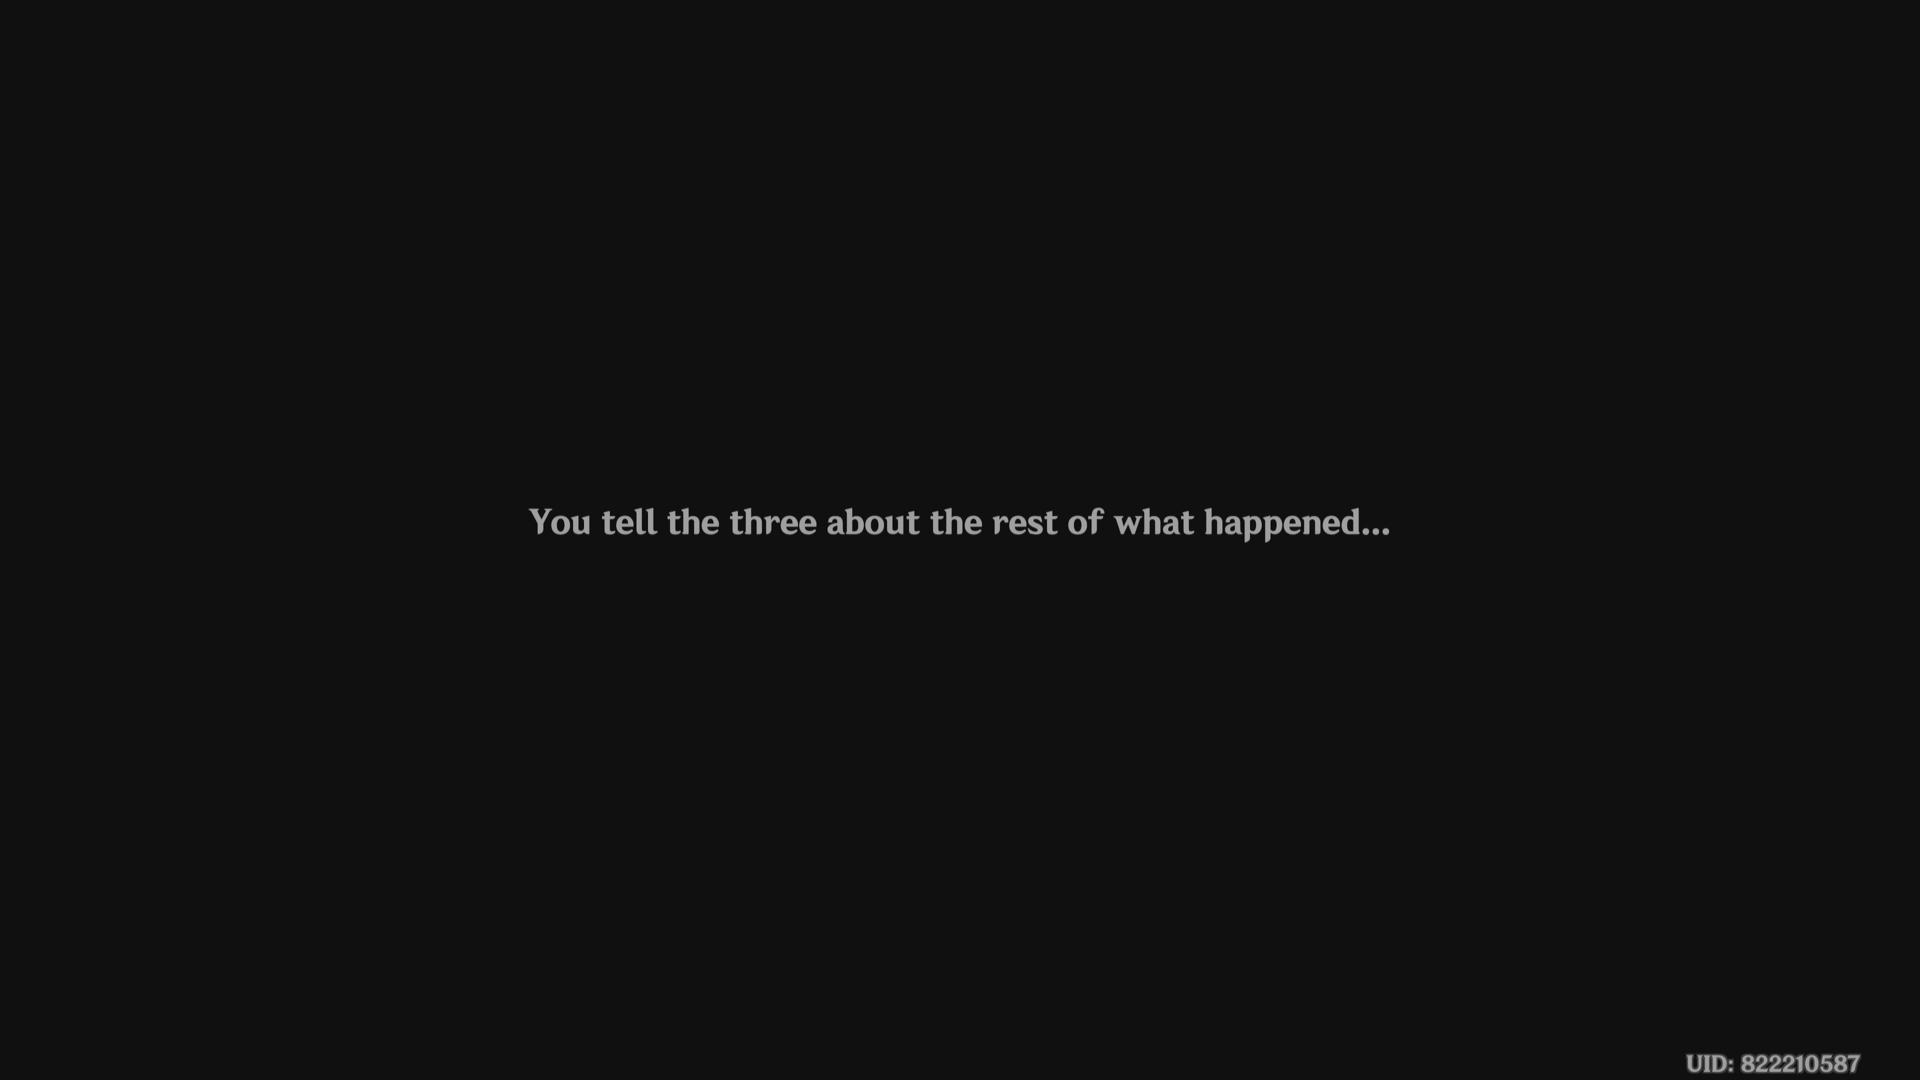 You tell the three about the rest of what happened...
UID: 822210587